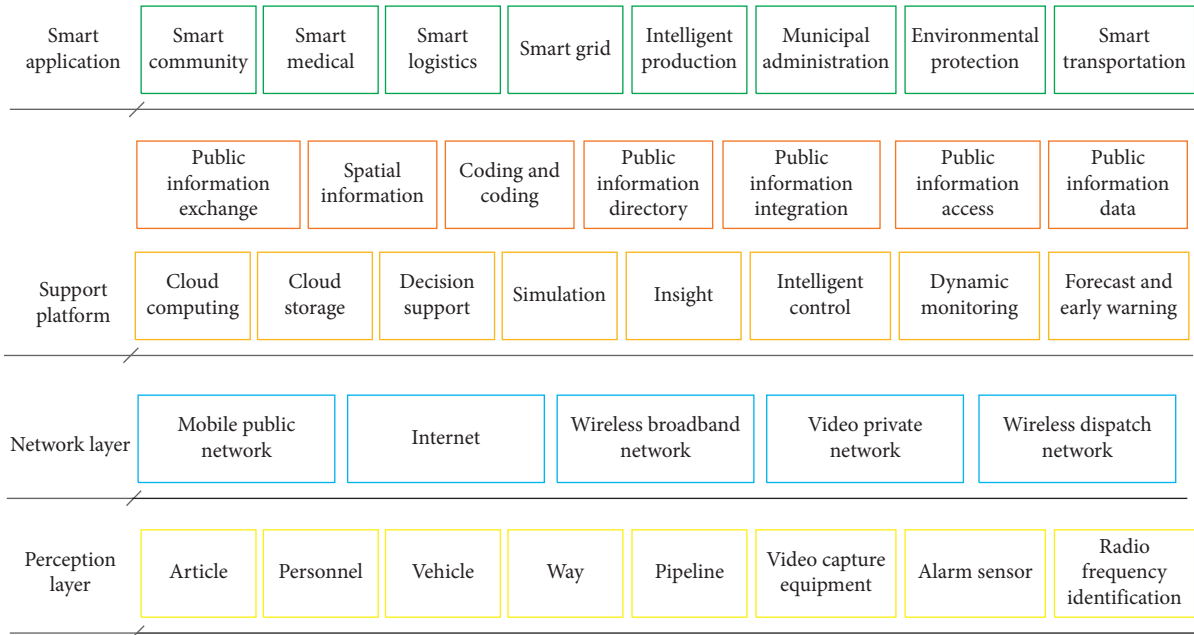 Smart
application
Smart
community
Smart
medical
Smart
logistics
Smart grid
Intelligent
production
Municipal
administration
Environmental
protection
Smart
transportation
Public
information
exchange
Spatial
information
Coding and
coding
Public
information
directory
Public
information
integration
Public
information
access
Public
information
data
Support
platform
Cloud
computing
Cloud
storage
Decision
support
Simulation
Insight
Intelligent
control
Dynamic
monitoring
Forecast and
early warning
Network layer
Mobile public
network
Internet
Wireless broadband
network
Video private
network
Wireless dispatch
network
Perception
layer
Article
Personnel
Vehicle
Way
Pipeline
Video capture
equipment
Alarm sensor
Radio
frequency
identification